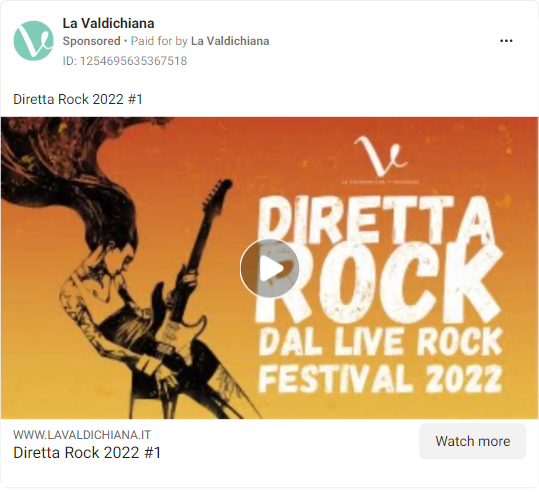 La Valdichiana
Sponsored • Paid for by La Valdichiana
ID: 1254695635367518
Diretta Rock 2022 #1
DIRETTA
ROCK
DAL LIVE ROCK
FESTIVAL 2022
WWW.LAVALDICHIANA.IT
Diretta Rock 2022 #1
Watch more